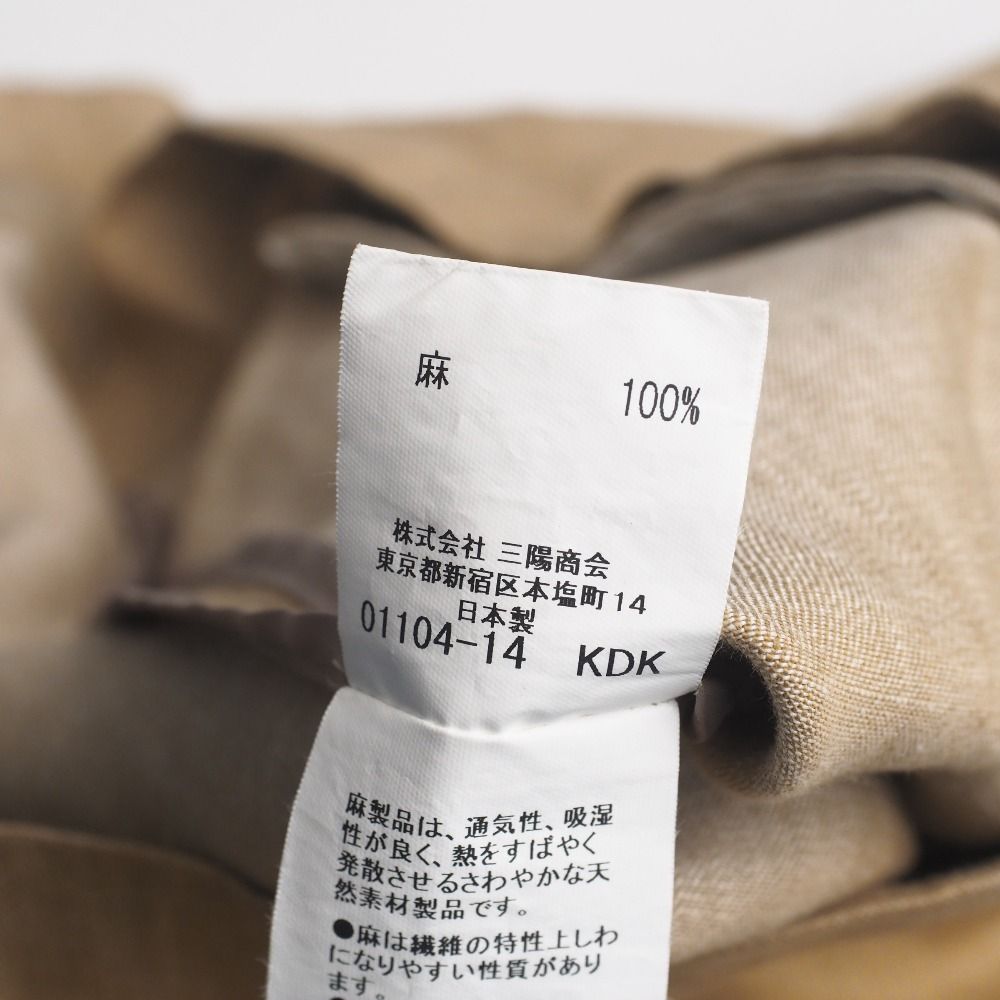 麻 100%
株式会社 三陽商会
東京都新宿区本塩町14
日本製
01104-14 KDK
麻製品は、通気性、吸湿
性が良く、熱をすばやく
発散させるさわやかな天
然素材製品です。
●麻は繊維の特性上しわ
になりやすい性質があり
ます。